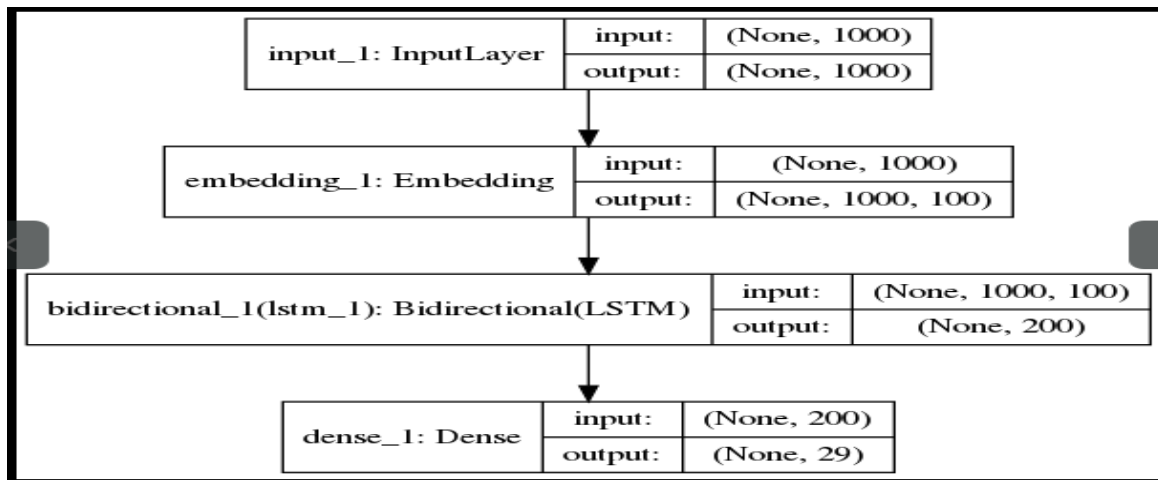 input_1: InputLayer
input: (None, 1000)
output: (None, 1000)
embedding_1: Embedding
input: (None, 1000)
output: (None, 1000, 100)
bidirectional_1(lstm_1): Bidirectional(LSTM)
input: (None, 1000, 100)
output: (None, 200)
dense_1: Dense
input: (None, 200)
output: (None, 29)